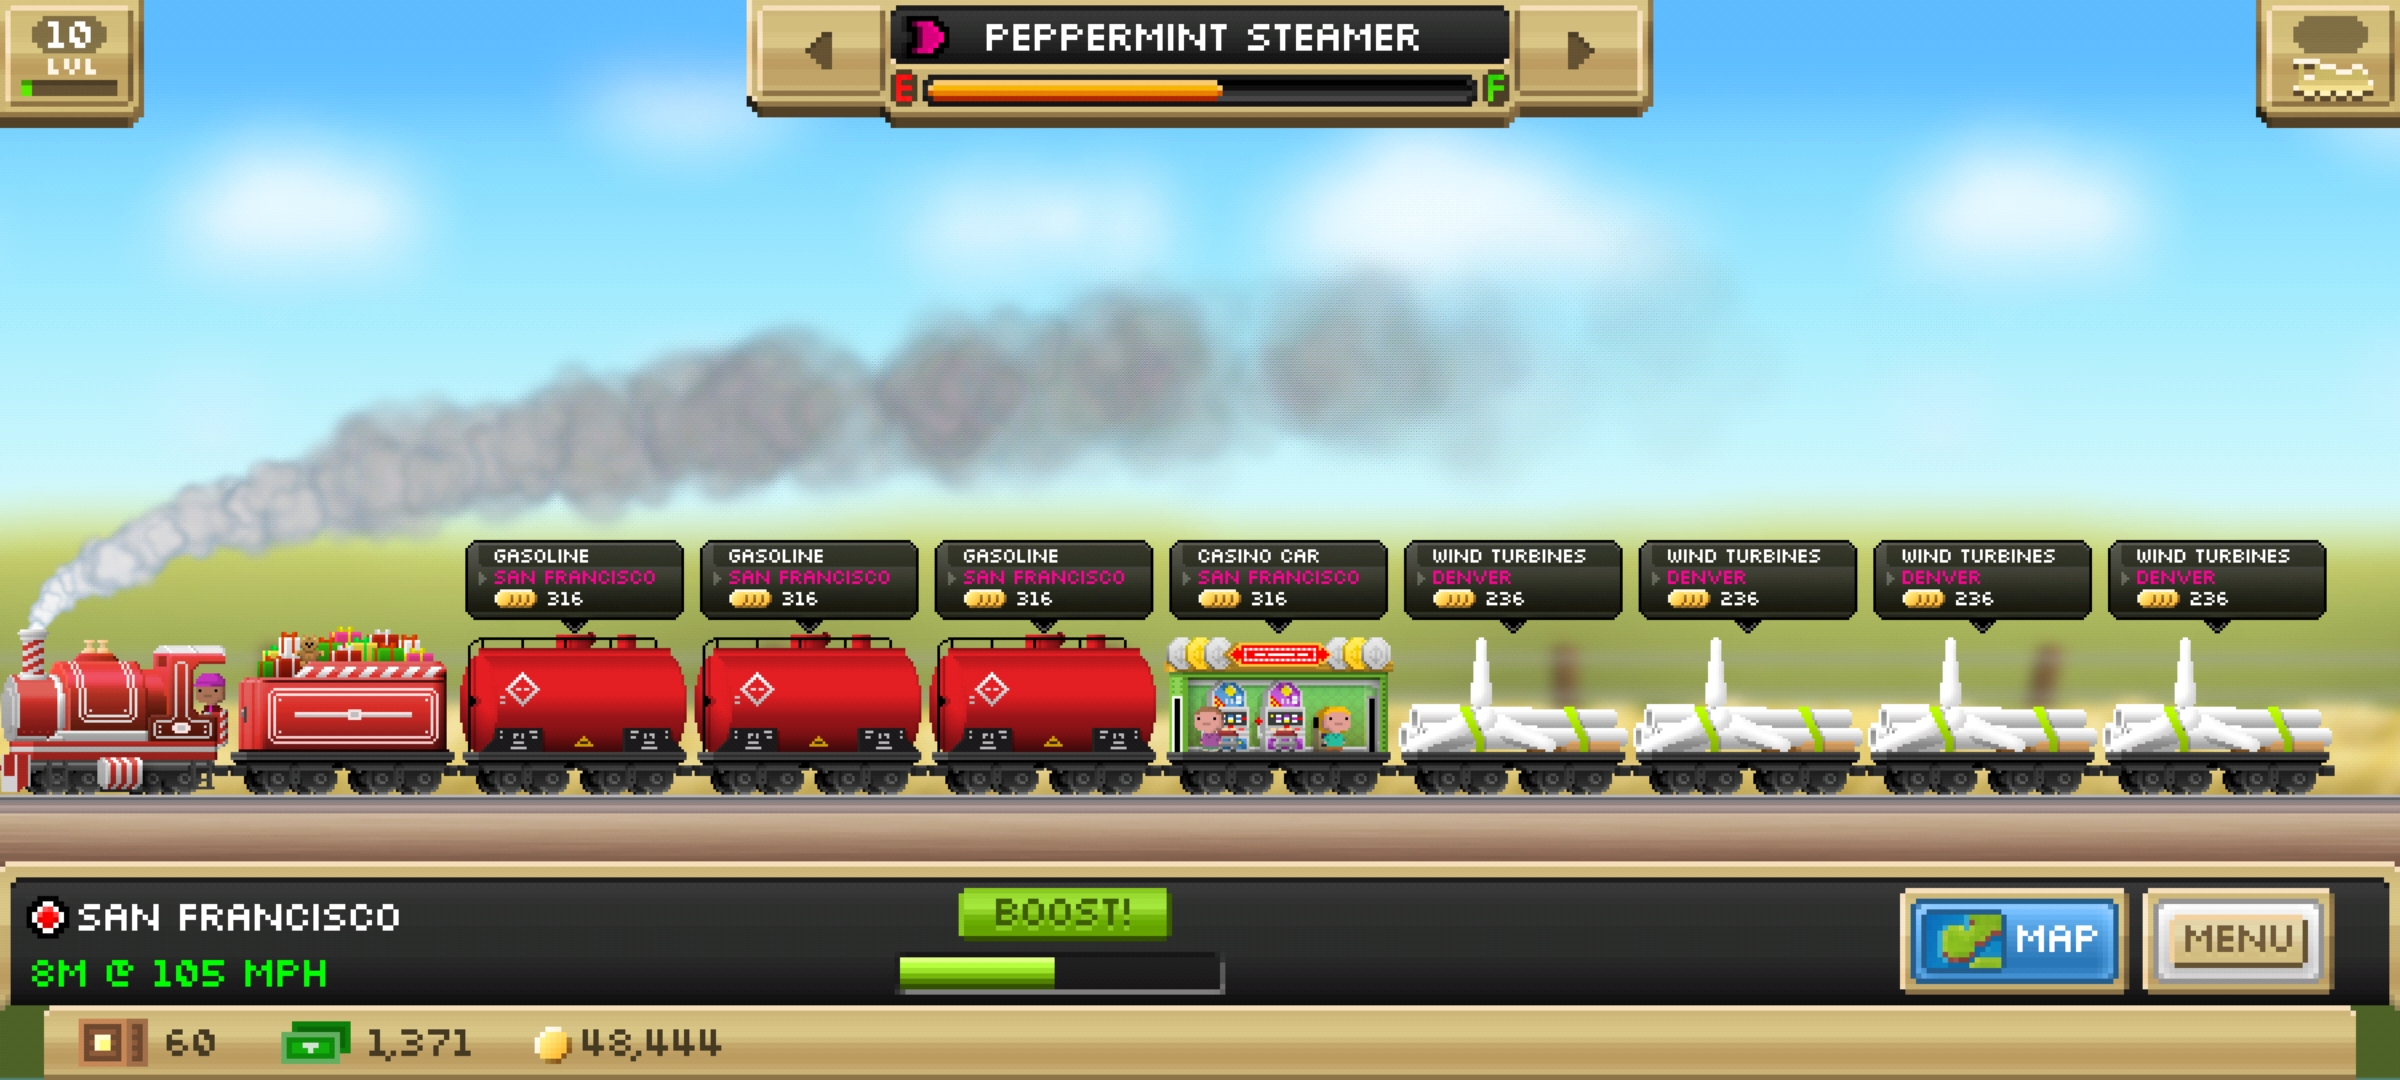 10
LVL
PEPPERMINT STEAMER
E F
GASOLINE
SAN FRANCISCO
316
GASOLINE
SAN FRANCISCO
316
GASOLINE
SAN FRANCISCO
316
CASINO CAR
SAN FRANCISCO
316
WIND TURBINES
DENVER
236
WIND TURBINES
DENVER
236
WIND TURBINES
DENVER
236
WIND TURBINES
DENVER
236
SAN FRANCISCO
8M @ 105 MPH
BOOST!
MAP
MENU
60
1,371
48,444